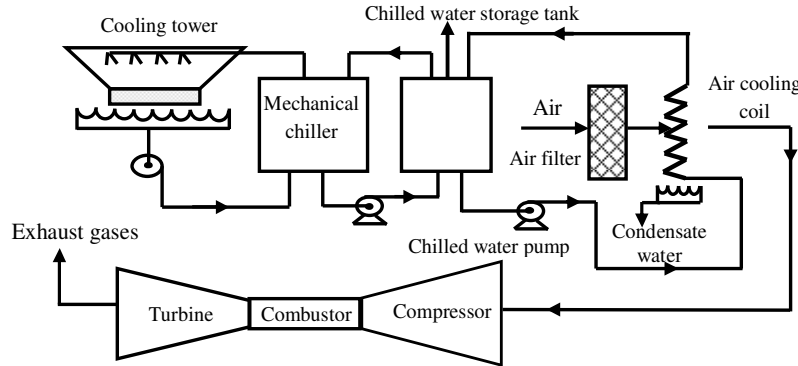 Cooling tower
Chilled water storage tank
Mechanical
chiller
Air
Air filter
Air cooling
coil
Condensate
water
Chilled water pump
Exhaust gases
Turbine
Combustor
Compressor